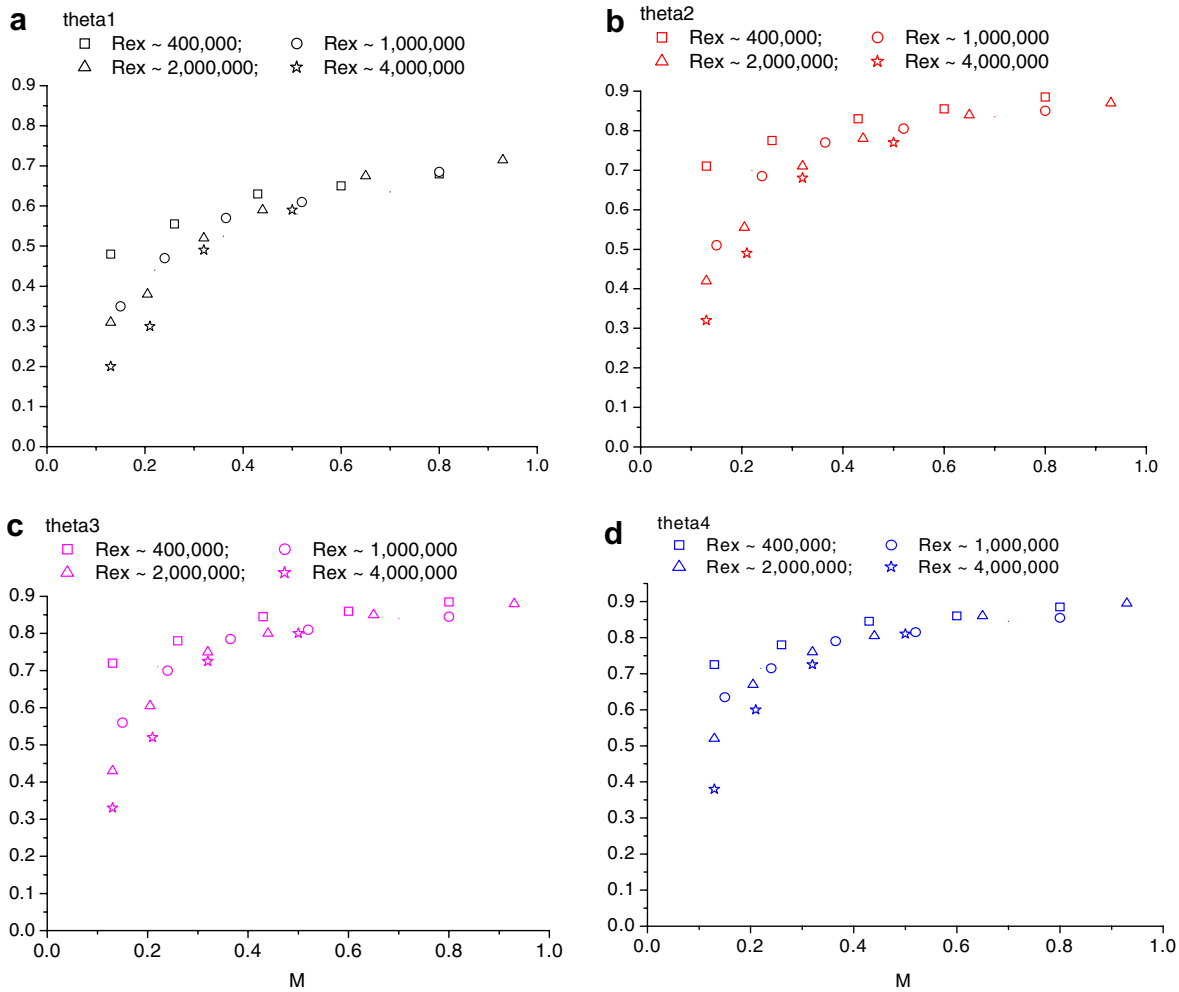 a
theta1
Rex ~ 400,000;
Rex ~ 1,000,000
Rex ~ 2,000,000;
Rex ~ 4,000,000
0.9
0.8
0.7
0.6
0.5
0.4
0.3
0.2
0.1
0.0
0.0 0.2 0.4 0.6 0.8 1.0
b
theta2
Rex ~ 400,000;
Rex ~ 1,000,000
Rex ~ 2,000,000;
Rex ~ 4,000,000
0.9
0.8
0.7
0.6
0.5
0.4
0.3
0.2
0.1
0.0
0.0 0.2 0.4 0.6 0.8 1.0
c
theta3
Rex ~ 400,000;
Rex ~ 1,000,000
Rex ~ 2,000,000;
Rex ~ 4,000,000
0.9
0.8
0.7
0.6
0.5
0.4
0.3
0.2
0.1
0.0
0.0 0.2 0.4 0.6 0.8 1.0
M
d
theta4
Rex ~ 400,000;
Rex ~ 1,000,000
Rex ~ 2,000,000;
Rex ~ 4,000,000
0.9
0.8
0.7
0.6
0.5
0.4
0.3
0.2
0.1
0.0
0.0 0.2 0.4 0.6 0.8 1.0
M